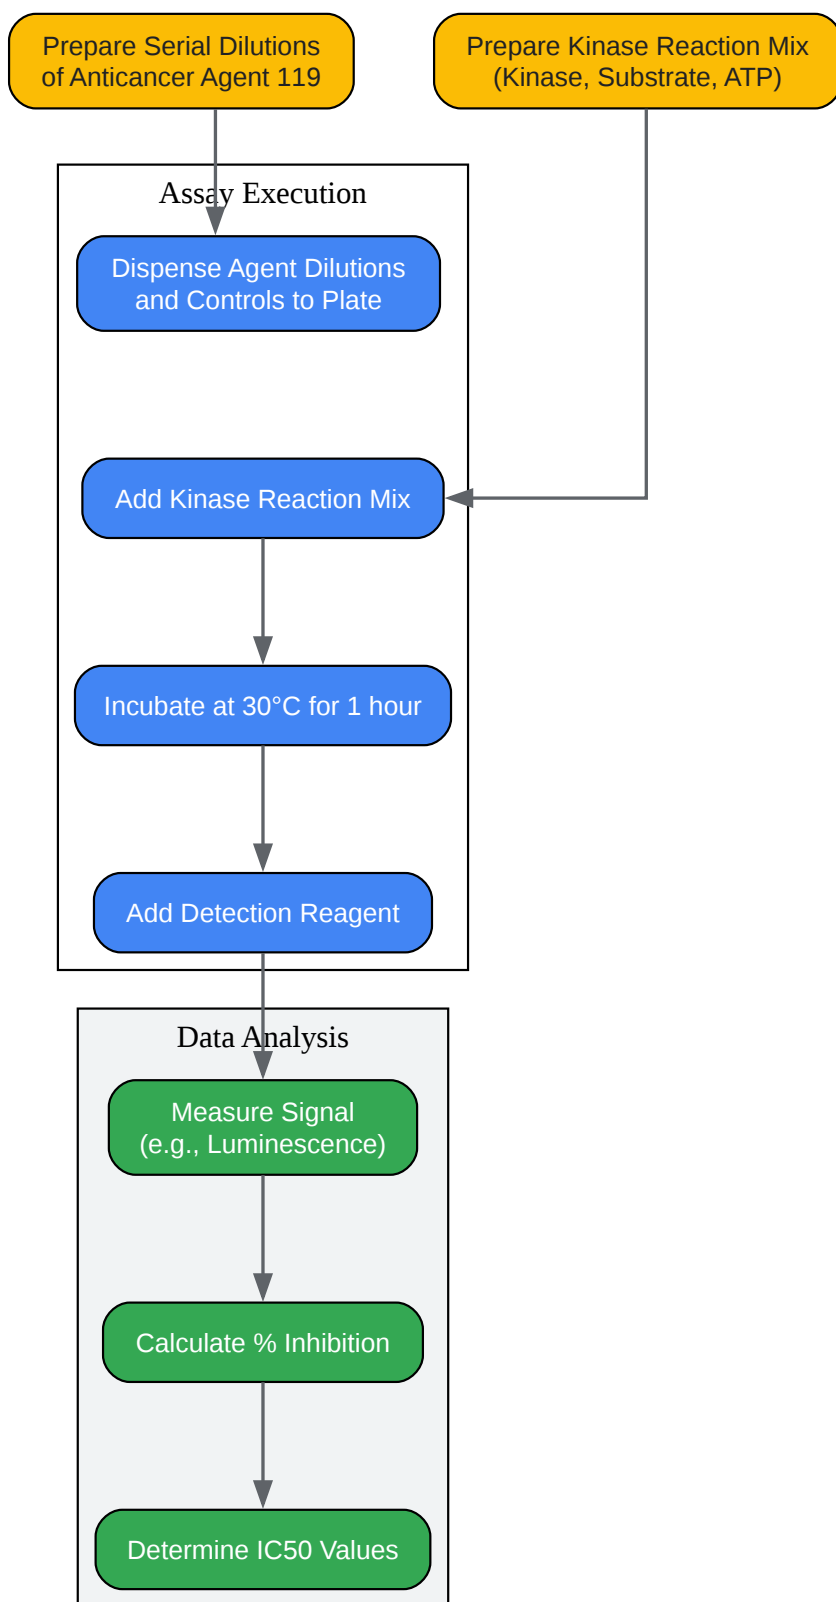 Prepare Serial Dilutions
of Anticancer Agent 119
Prepare Kinase Reaction Mix
(Kinase, Substrate, ATP)
Assay Execution
Dispense Agent Dilutions
and Controls to Plate
Add Kinase Reaction Mix
Incubate at 30°C for 1 hour
Add Detection Reagent
Data Analysis
Measure Signal
(e.g., Luminescence)
Calculate % Inhibition
Determine IC50 Values